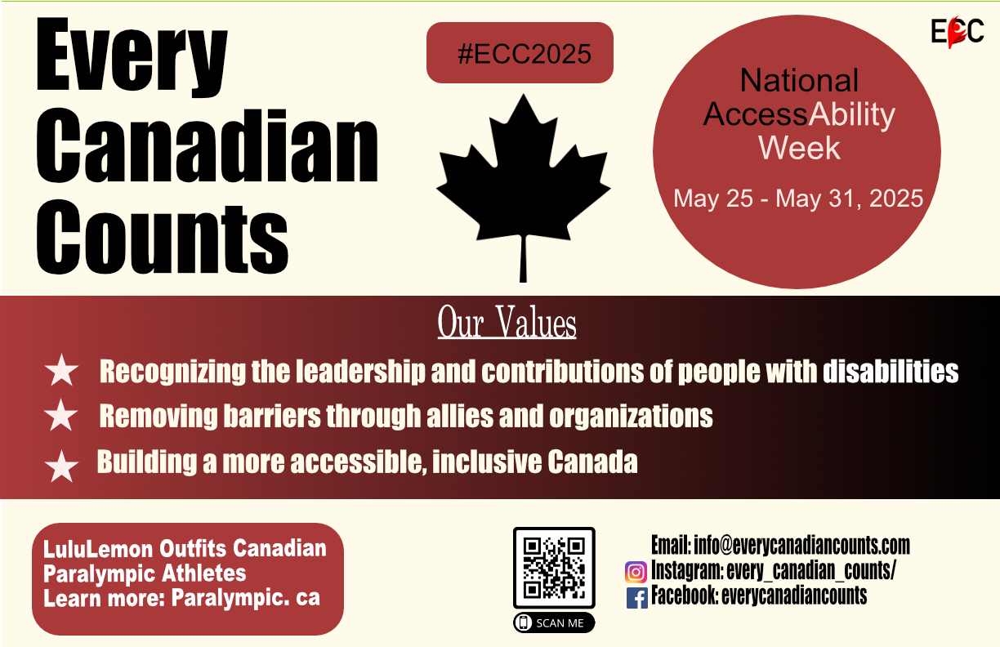 Every
Canadian
Counts
#ECC2025
National
AccessAbility
Week
May 25 - May 31, 2025
ECC
Our Values
Recognizing the leadership and contributions of people with disabilities
Removing barriers through allies and organizations
Building a more accessible, inclusive Canada
LuluLemon Outfits Canadian
Paralympic Athletes
Learn more: Paralympic. ca
SCAN ME
Email: info@everycanadiancounts.com
Instagram: every_canadian_counts/
Facebook: everycanadiancounts